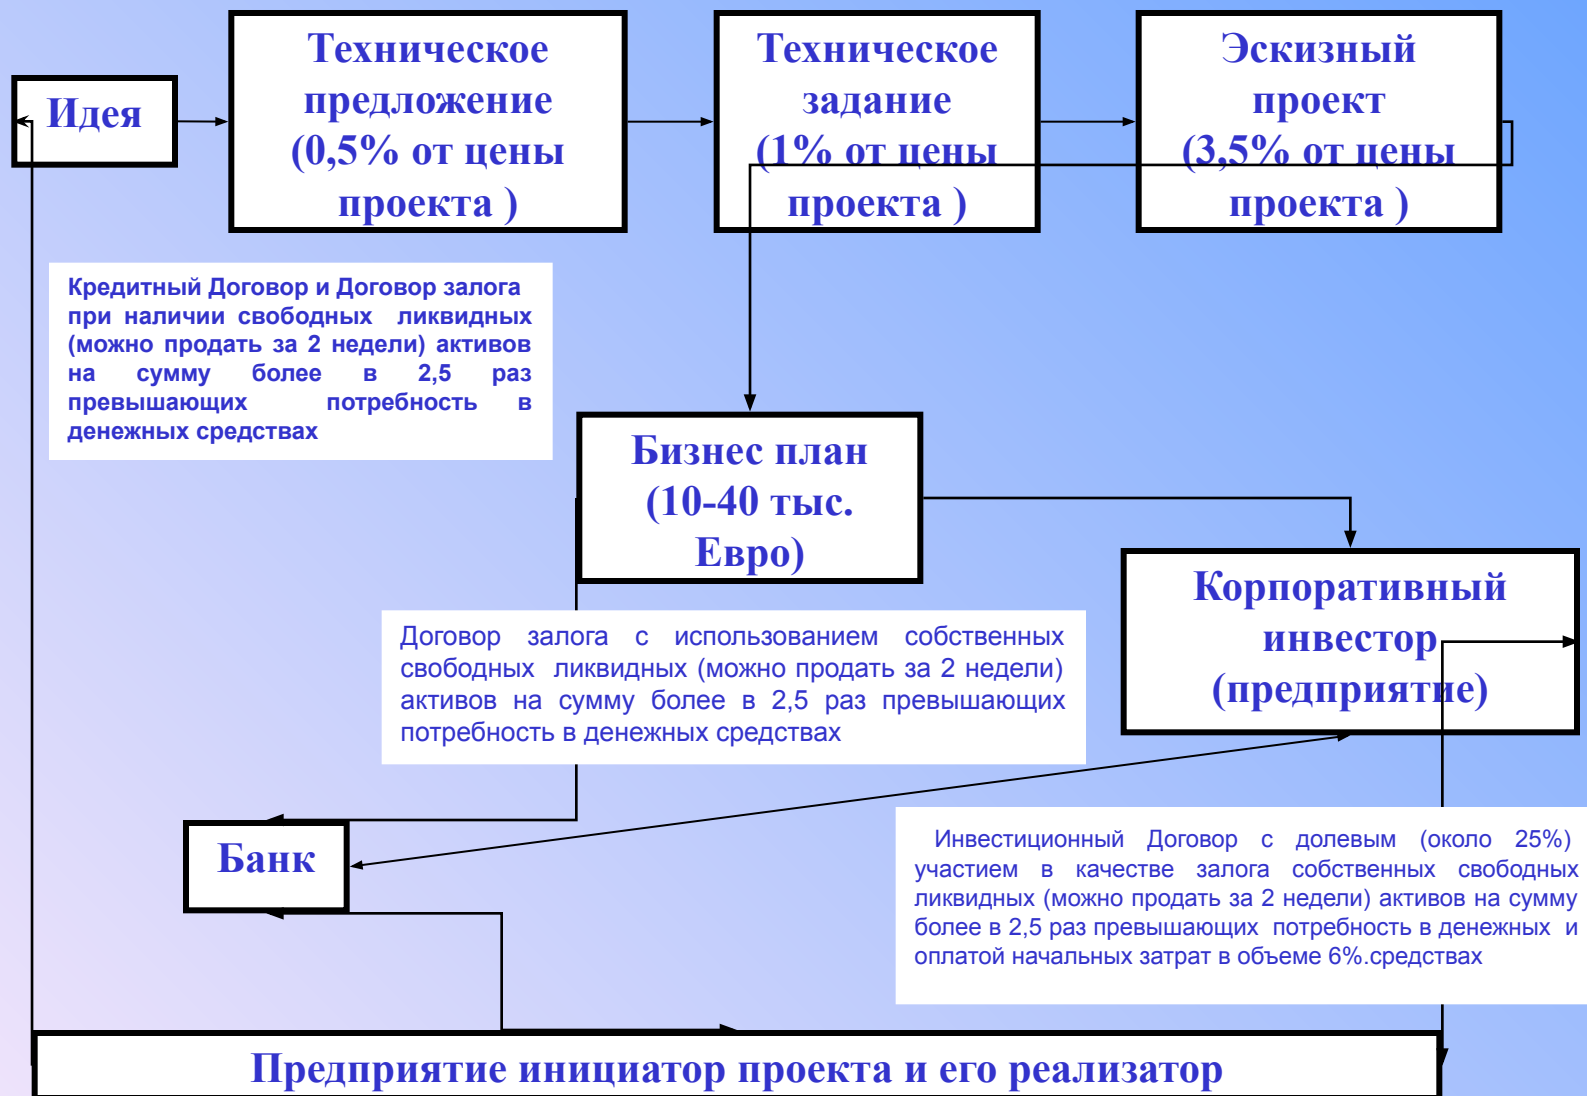 Идея
Техническое
предложение
(0,5% от цены
проекта )
Техническое
задание
(1% от цены
проекта )
Эскизный
проект
(3,5% от цены
проекта )
Кредитный Договор и Договор залога
при наличии свободных ликвидных
(можно продать за 2 недели) активов
на сумму более в 2,5 раз
превышающих потребность в
денежных средствах
Бизнес план
(10-40 тыс.
Евро)
Корпоративный
инвестор
(предприятие)
Договор залога с использованием собственных
свободных ликвидных (можно продать за 2 недели)
активов на сумму более в 2,5 раз превышающих
потребность в денежных средствах
Банк
Инвестиционный Договор с долевым (около 25%)
участием в качестве залога собственных свободных
ликвидных (можно продать за 2 недели) активов на сумму
более в 2,5 раз превышающих потребность в денежных и
оплатой начальных затрат в объеме 6%.средствах
Предприятие инициатор проекта и его реализатор